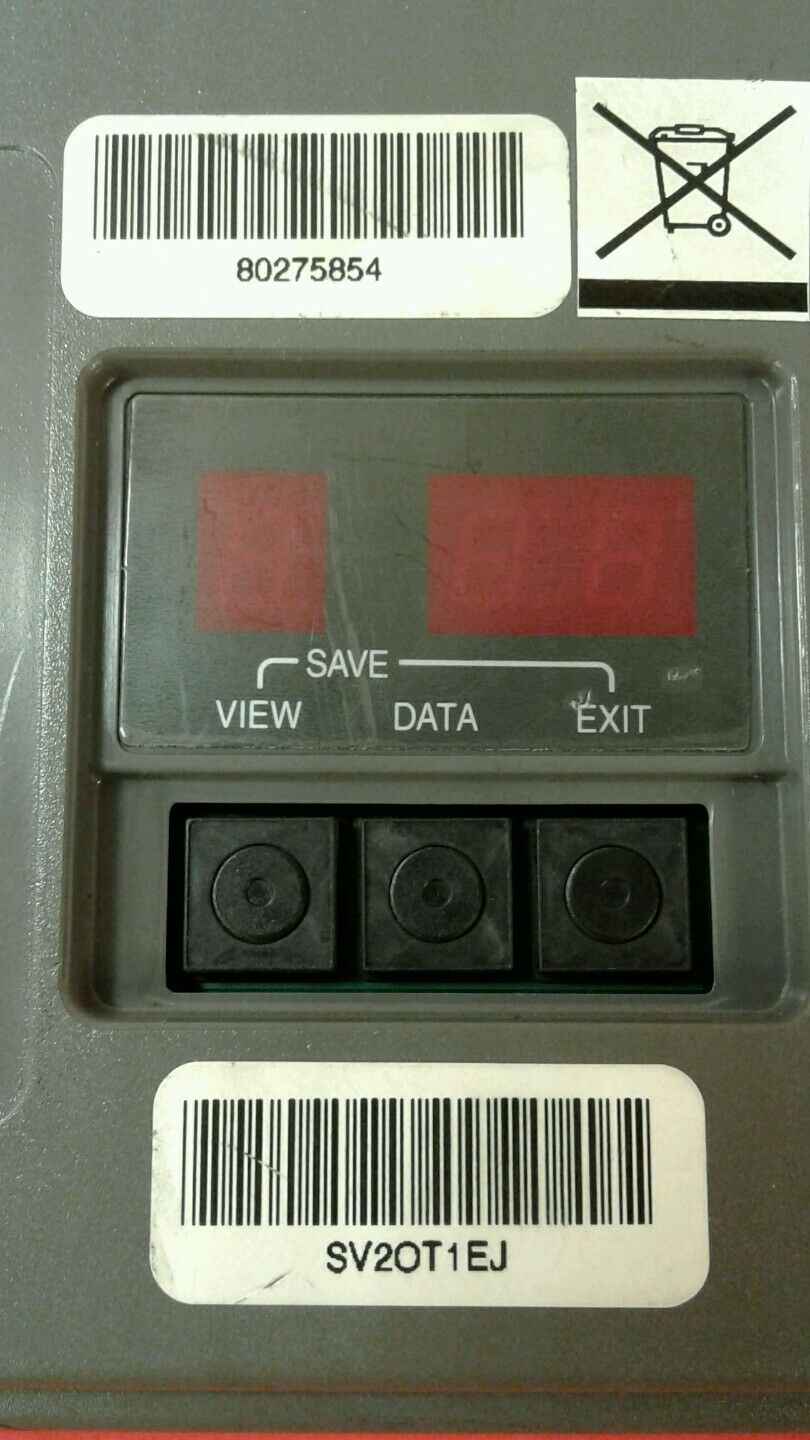 80275854
SAVE
VIEW DATA EXIT
SV2OT1EJ